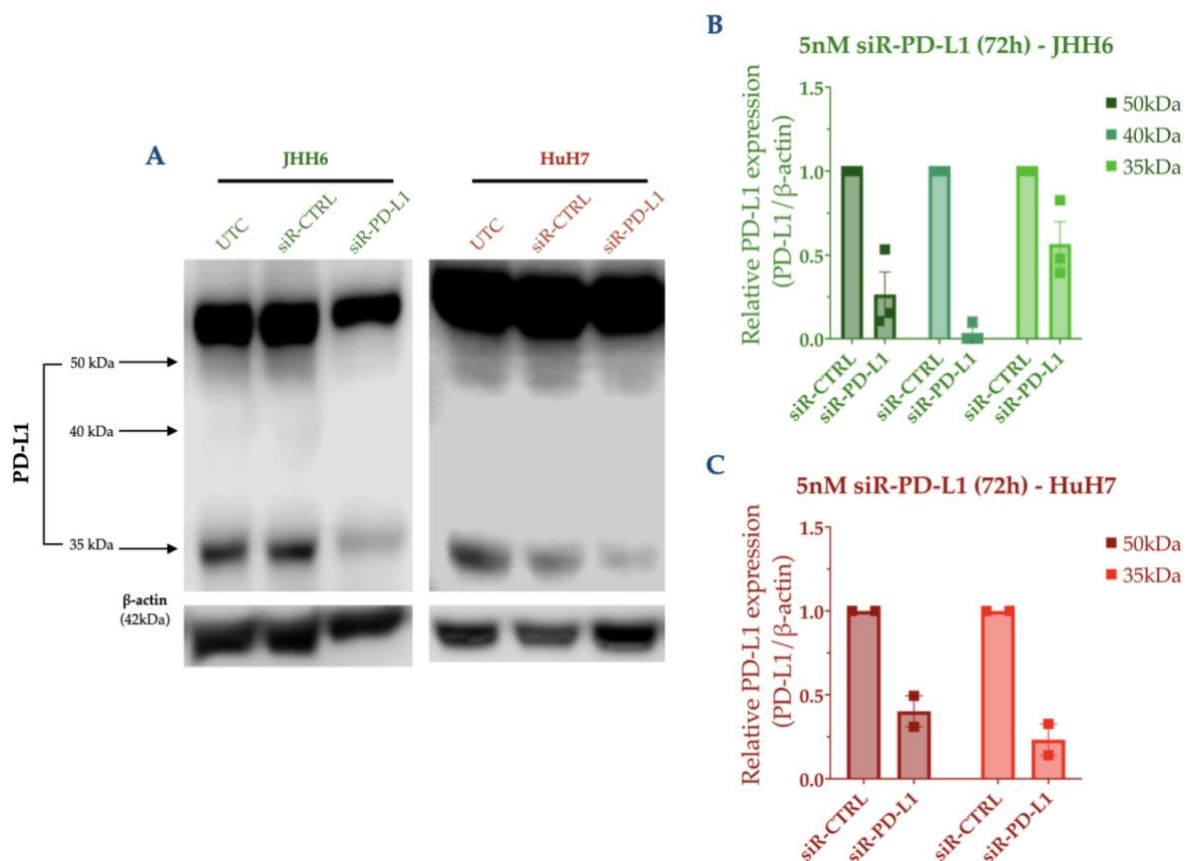 A
JHH6
HuH7
UTC
siR-CTRL
siR-PD-L1
UTC
siR-CTRL
siR-PD-L1
PD-L1
50 kDa
40 kDa
35 kDa
β-actin
(42kDa)
B
5nM siR-PD-L1 (72h) - JHH6
Relative PD-L1 expression
(PD-L1/β-actin)
1.5
1.0
0.5
0.0
siR-CTRL
siR-PD-L1
siR-CTRL
siR-PD-L1
siR-CTRL
siR-PD-L1
50kDa
40kDa
35kDa
C
5nM siR-PD-L1 (72h) - HuH7
Relative PD-L1 expression
(PD-L1/β-actin)
1.5
1.0
0.5
0.0
siR-CTRL
siR-PD-L1
siR-CTRL
siR-PD-L1
50kDa
35kDa